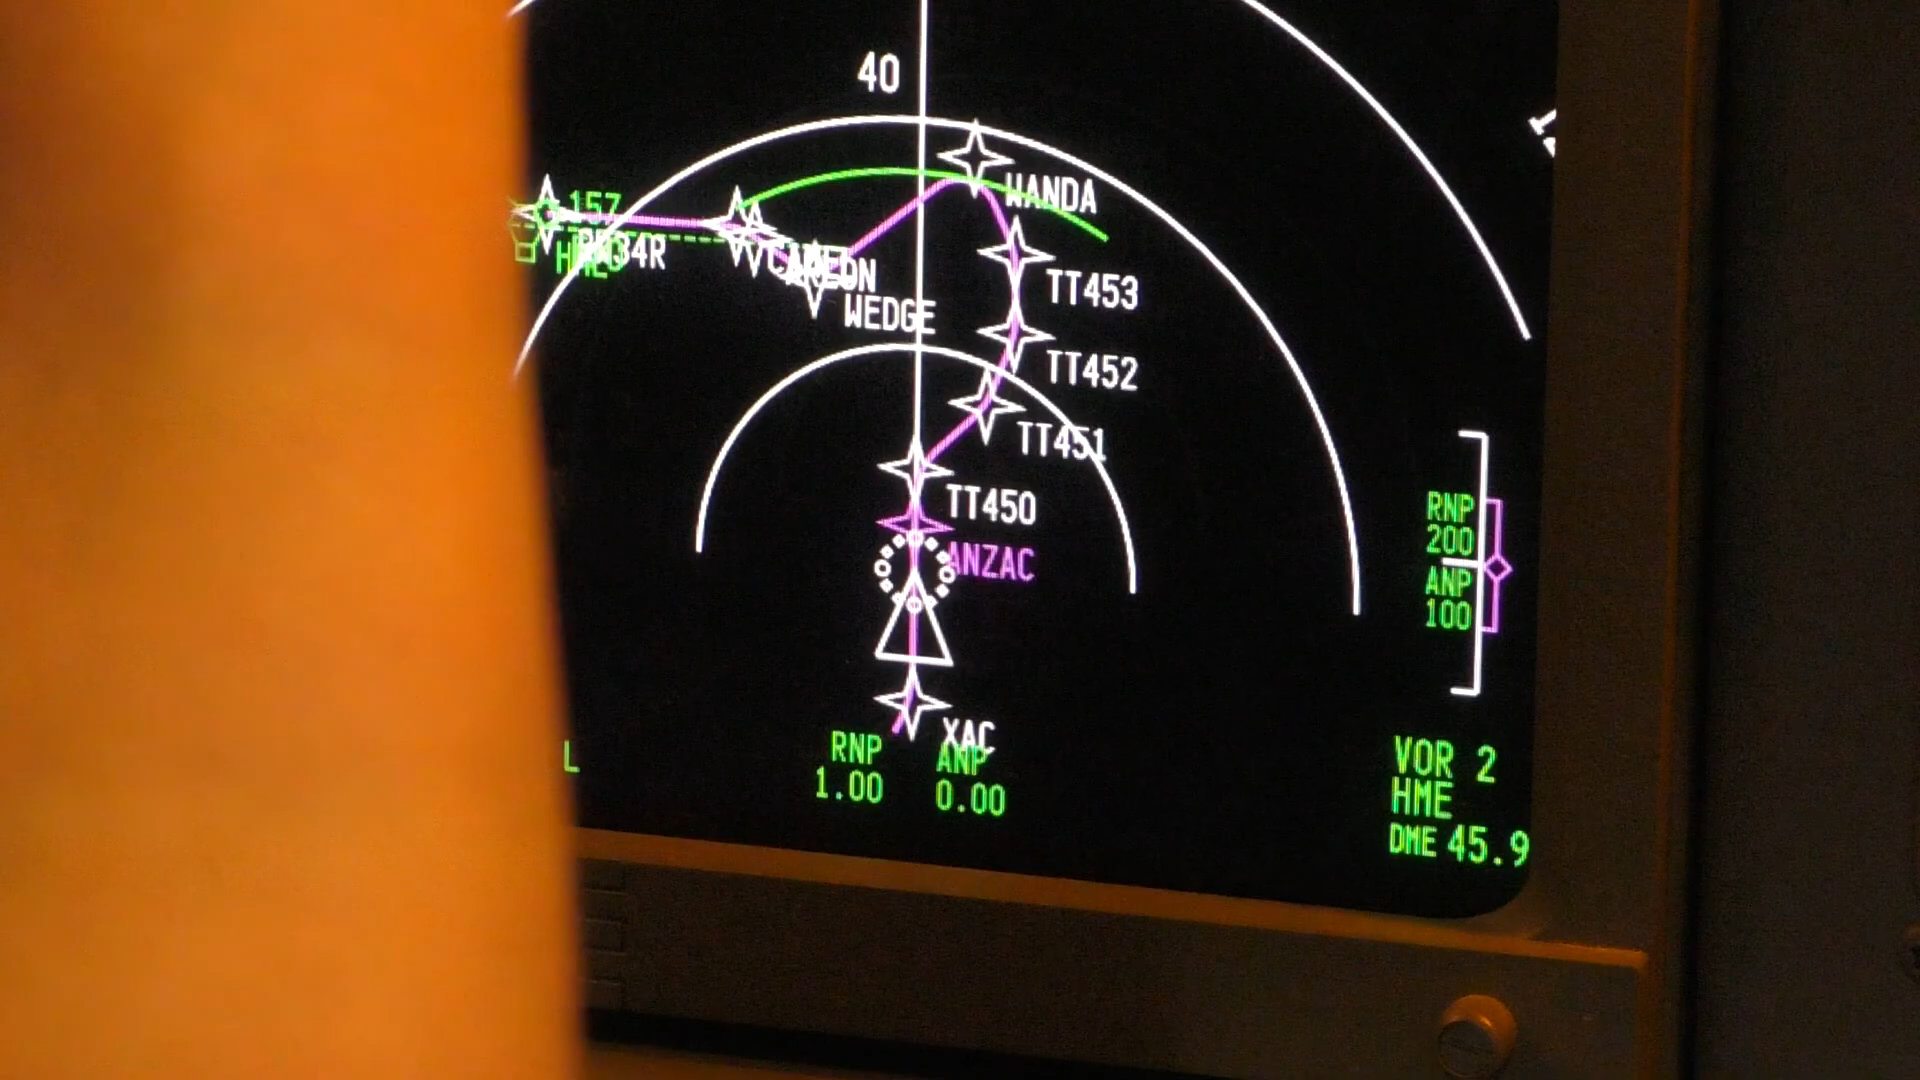 40
WANDA
157
RW34R
WEDGE
TT453
TT452
TT451
TT450
ANZAC
XAC
RNP
200
ANP
100
L
RNP ANP
1.00 0.00
VOR 2
HME
DME 45.9